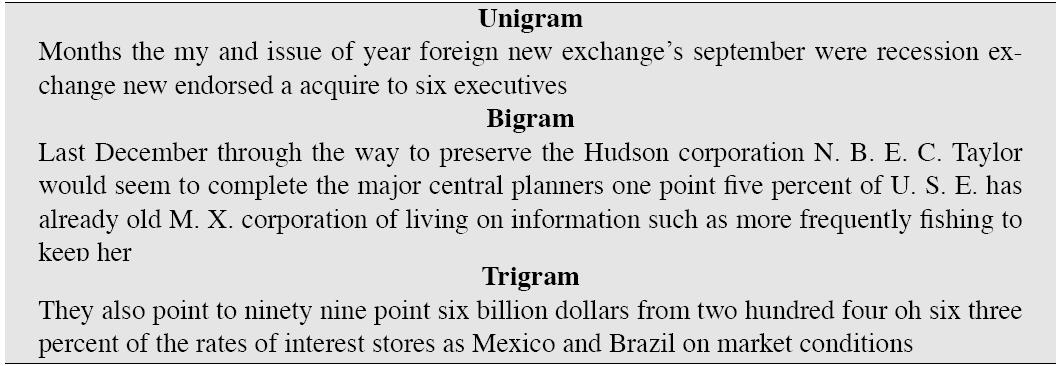 Unigram
Months the my and issue of year foreign new exchange’s september were recession ex-
change new endorsed a acquire to six executives
Bigram
Last December through the way to preserve the Hudson corporation N. B. E. C. Taylor
would seem to complete the major central planners one point five percent of U. S. E. has
already old M. X. corporation of living on information such as more frequently fishing to
keep her
Trigram
They also point to ninety nine point six billion dollars from two hundred four oh six three
percent of the rates of interest stores as Mexico and Brazil on market conditions